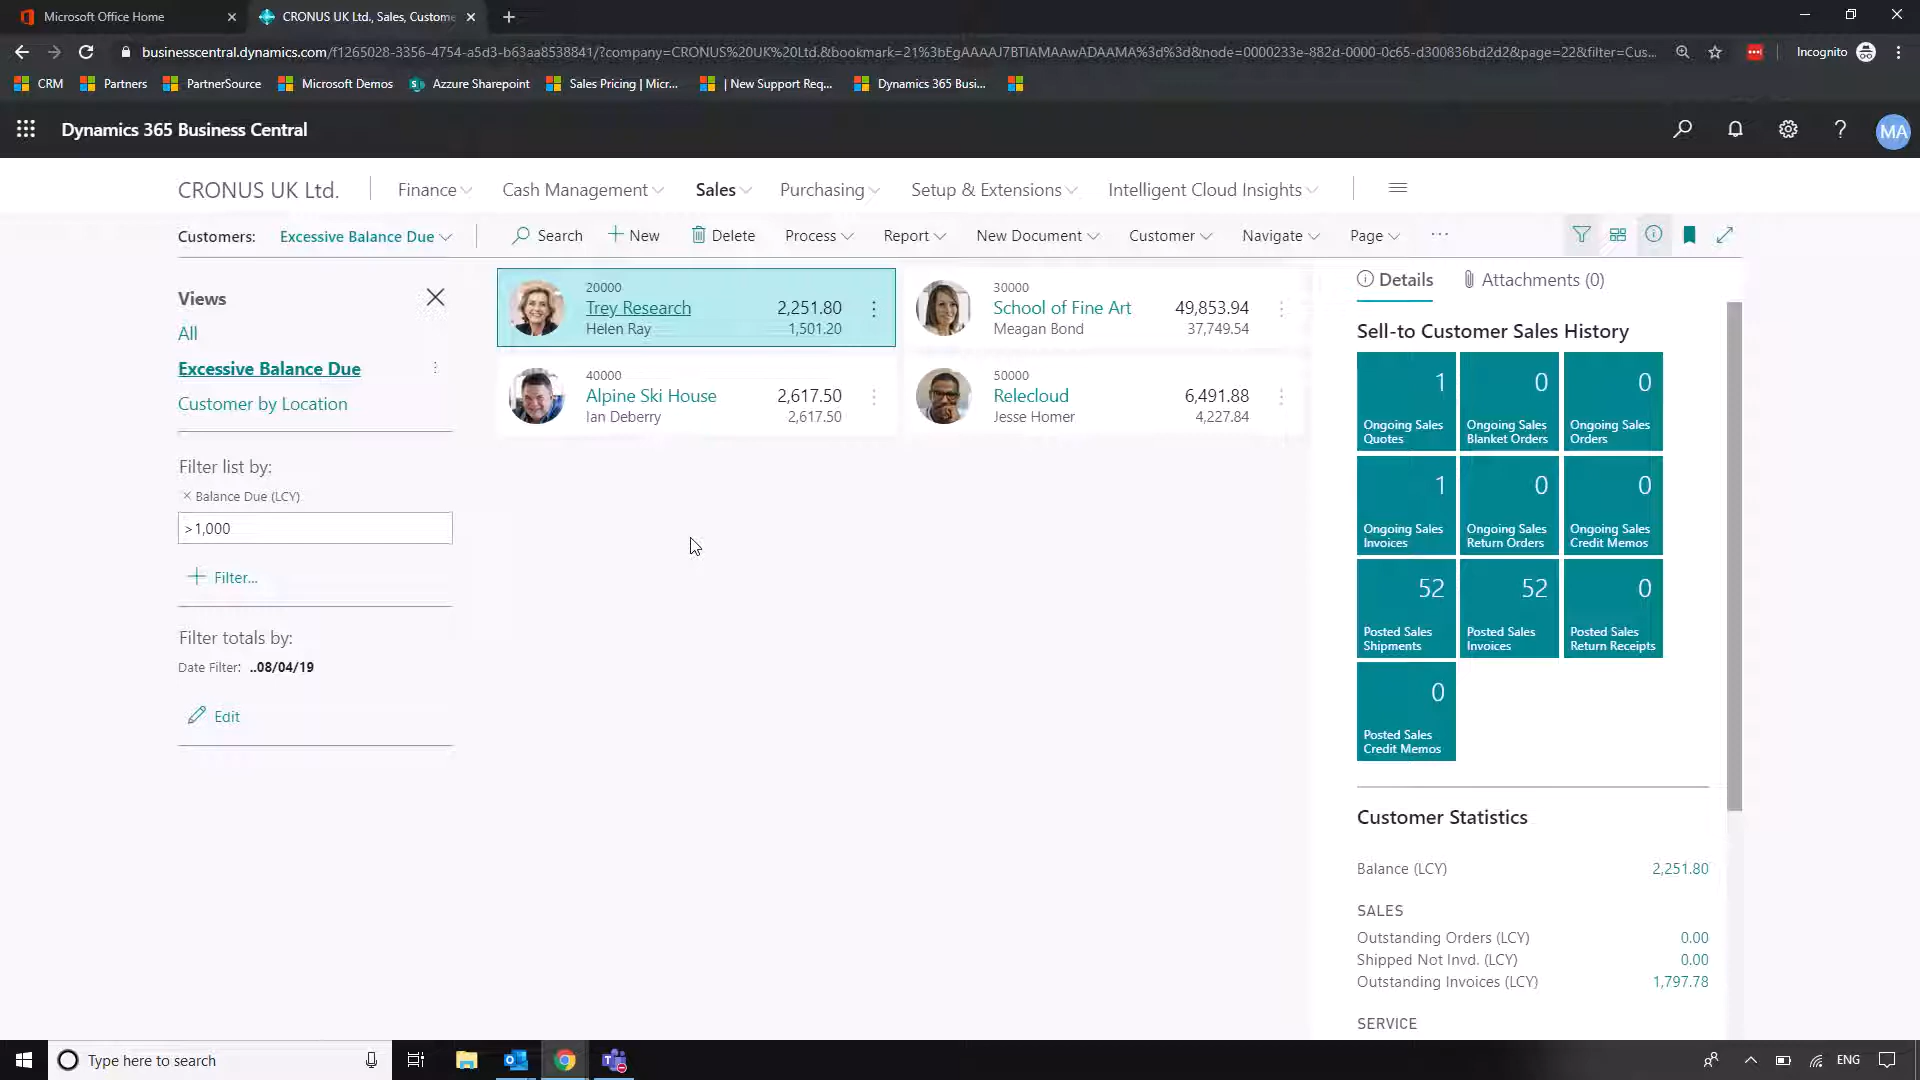 Microsoft Office Home
CRONUS UK Ltd., Sales, Custome
businesscentral.dynamics.com/f1265028-3356-4754-a5d3-b63aa8538841/?company=CRONUS%20UK%20Ltd.&bookmark=21%3bEgAAAAJ7BTIAMAAwADAAMA%3d%3d&node=0000233e-882d-0000-0c65-d300836bd2d2&page=22&filter=Cus...
Incognito
CRM
Partners
PartnerSource
Microsoft Demos
Azzure Sharepoint
Sales Pricing | Micr...
| New Support Req...
Dynamics 365 Busi...
Dynamics 365 Business Central
MA
CRONUS UK Ltd.
Finance
Cash Management
Sales
Purchasing
Setup & Extensions
Intelligent Cloud Insights
Customers:
Excessive Balance Due
Search
New
Delete
Process
Report
New Document
Customer
Navigate
Page
Views
All
Excessive Balance Due
Customer by Location
Filter list by:
× Balance Due (LCY)
>1,000
Filter...
Filter totals by:
Date Filter: ..08/04/19
Edit
20000
Trey Research 2,251.80
Helen Ray 1,501.20
30000
School of Fine Art 49,853.94
Meagan Bond 37,749.54
40000
Alpine Ski House 2,617.50
Ian Deberry 2,617.50
50000
Relecloud 6,491.88
Jesse Homer 4,227.84
Details
Attachments (0)
Sell-to Customer Sales History
1
Ongoing Sales
Quotes
0
Ongoing Sales
Blanket Orders
0
Ongoing Sales
Orders
1
Ongoing Sales
Invoices
0
Ongoing Sales
Return Orders
0
Ongoing Sales
Credit Memos
52
Posted Sales
Shipments
52
Posted Sales
Invoices
0
Posted Sales
Return Receipts
0
Posted Sales
Credit Memos
Customer Statistics
Balance (LCY) 2,251.80
SALES
Outstanding Orders (LCY) 0.00
Shipped Not Invd. (LCY) 0.00
Outstanding Invoices (LCY) 1,797.78
SERVICE
Type here to search
ENG